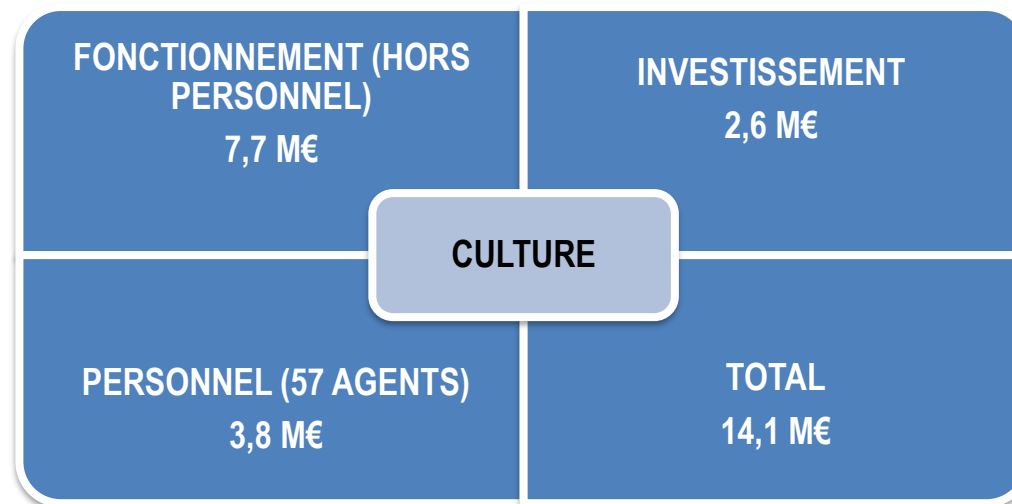 FONCTIONNEMENT (HORS
PERSONNEL)
7,7 M€
INVESTISSEMENT
2,6 M€
CULTURE
PERSONNEL (57 AGENTS)
3,8 M€
TOTAL
14,1 M€